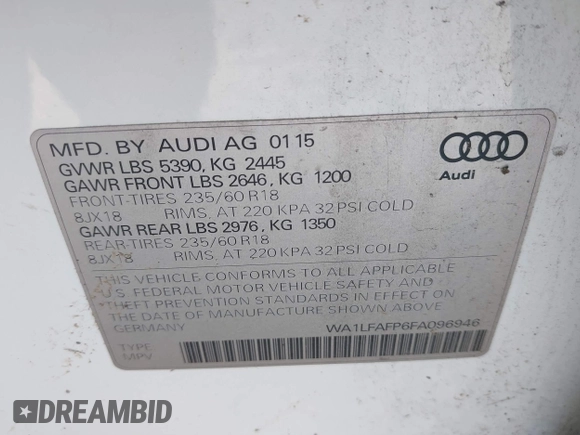 MFD. BY AUDI AG 01 15
GVWR LBS 5390, KG 2445
GAWR FRONT LBS 2646, KG 1200
FRONT-TIRES 235/60 R18
8JX18 RIMS, AT 220 KPA 32 PSI COLD
GAWR REAR LBS 2976, KG 1350
REAR-TIRES 235/60 R18
8JX18 RIMS, AT 220 KPA 32 PSI COLD
Audi
THIS VEHICLE CONFORMS TO ALL APPLICABLE
U.S. FEDERAL MOTOR VEHICLE SAFETY AND
THEFT PREVENTION STANDARDS IN EFFECT ON
THE DATE OF MANUFACTURE SHOWN ABOVE.
GERMANY WA1LFAFP6FA096946
TYPE
MPV
DREAMBID